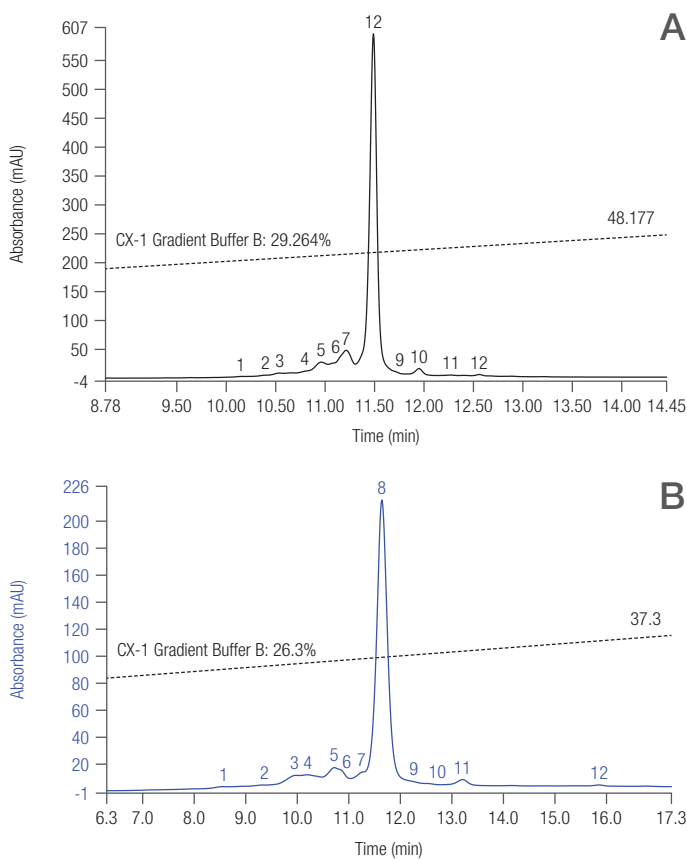 A
607
550
500
450
400
350
300
250
200
150
100
50
-4
Absorbance (mAU)
12
48.177
CX-1 Gradient Buffer B: 29.264%
1 2 3 4 5 6 7 9 10 11 12
8.78 9.50 10.00 10.50 11.00 11.50 12.00 12.50 13.00 13.50 14.00 14.45
Time (min)
B
226
200
180
160
140
120
100
80
60
40
20
-1
Absorbance (mAU)
8
37.3
CX-1 Gradient Buffer B: 26.3%
1 2 3 4 5 6 7 9 10 11 12
6.3 7.0 8.0 9.0 10.0 11.0 12.0 13.0 14.0 15.0 16.0 17.3
Time (min)